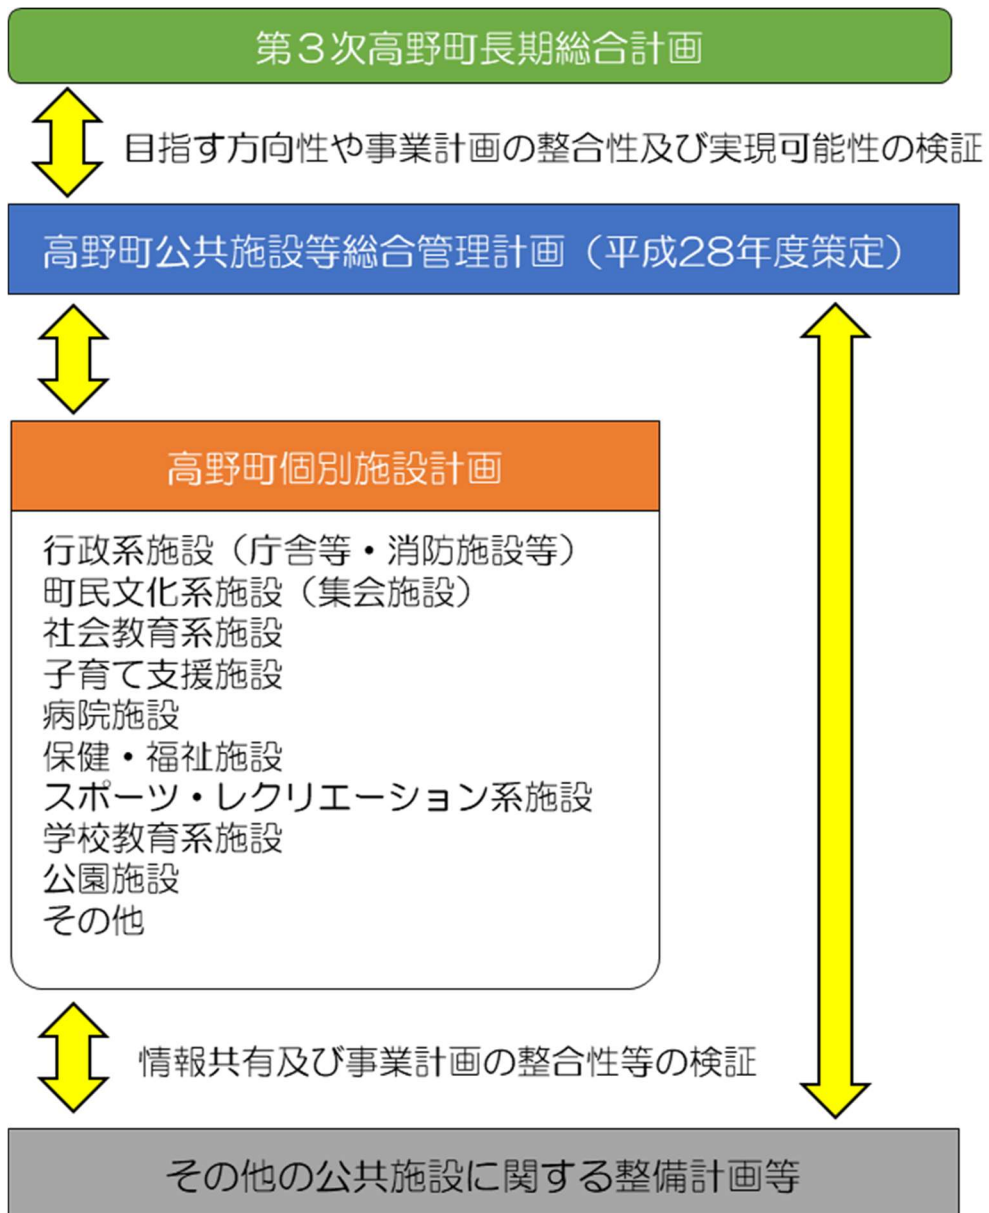 第3次高野町長期総合計画
目指す方向性や事業計画の整合性及び実現可能性の検証
高野町公共施設等総合管理計画（平成28年度策定）
高野町個別施設計画
行政系施設（庁舎等・消防施設等）
町民文化系施設（集会施設）
社会教育系施設
子育て支援施設
病院施設
保健・福祉施設
スポーツ・レクリエーション系施設
学校教育系施設
公園施設
その他
情報共有及び事業計画の整合性等の検証
その他の公共施設に関する整備計画等